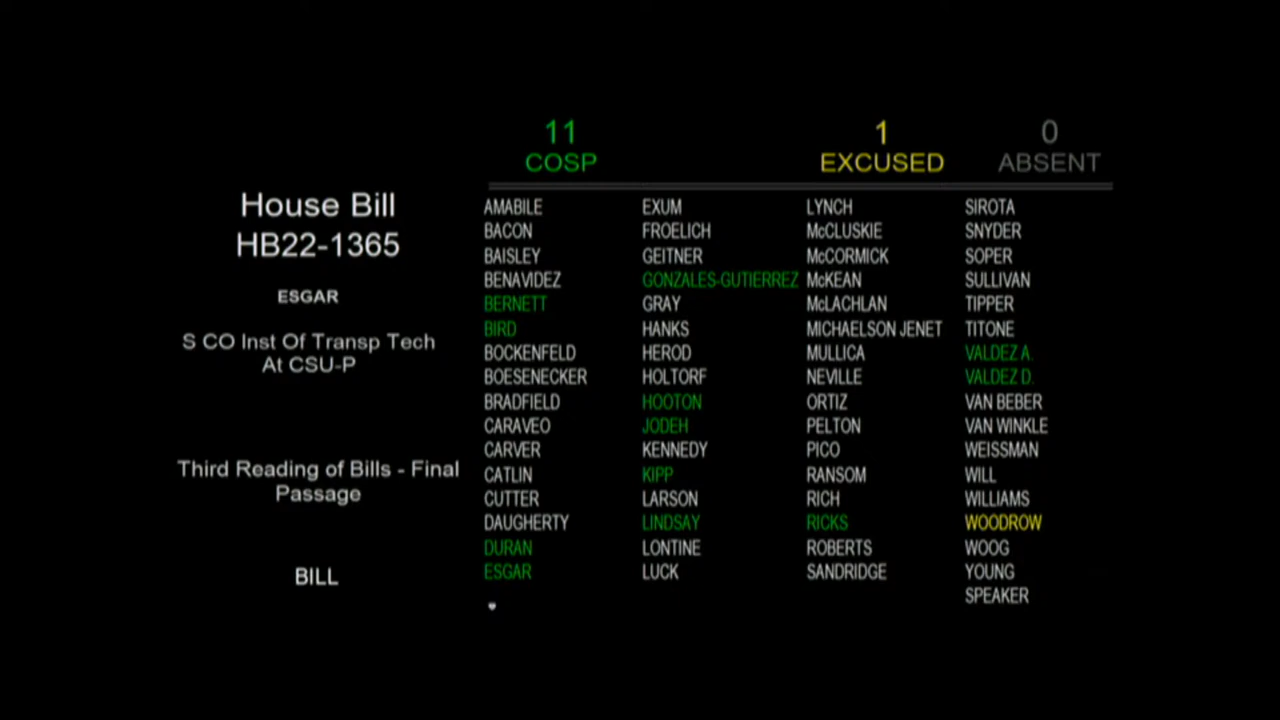 11
COSP
1
EXCUSED
0
ABSENT
House Bill
HB22-1365
ESGAR
S CO Inst Of Transp Tech
At CSU-P
Third Reading of Bills - Final
Passage
BILL
AMABILE
BACON
BAISLEY
BENAVIDEZ
BERNETT
BIRD
BOCKENFELD
BOESENECKER
BRADFIELD
CARAVEO
CARVER
CATLIN
CUTTER
DAUGHERTY
DURAN
ESGAR
EXUM
FROELICH
GEITNER
GONZALES-GUTIERREZ
GRAY
HANKS
HEROD
HOLTORF
HOOTON
JODEH
KENNEDY
KIPP
LARSON
LINDSAY
LONTINE
LUCK
LYNCH
McCLUSKIE
McCORMICK
McKEAN
McLACHLAN
MICHAELSON JENET
MULLICA
NEVILLE
ORTIZ
PELTON
PICO
RANSOM
RICH
RICKS
ROBERTS
SANDRIDGE
SIROTA
SNYDER
SOPER
SULLIVAN
TIPPER
TITONE
VALDEZ A.
VALDEZ D.
VAN BEBER
VAN WINKLE
WEISSMAN
WILL
WILLIAMS
WOODROW
WOOG
YOUNG
SPEAKER